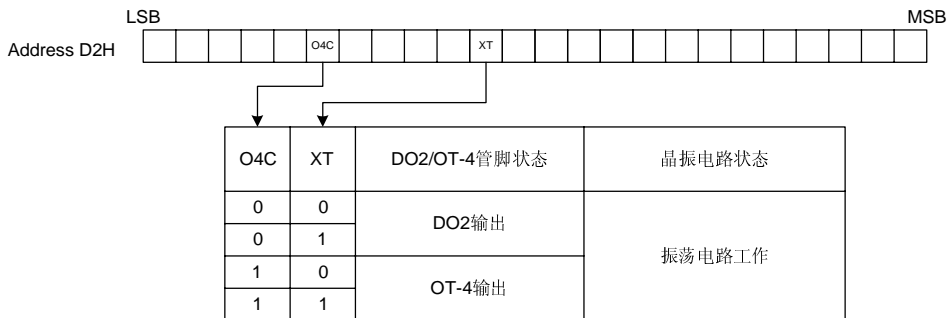 LSB MSB
Address D2H O4C XT
O4C XT DO2/OT-4管脚状态 晶振电路状态
0 0 DO2输出 振荡电路工作
0 1
1 0 OT-4输出
1 1